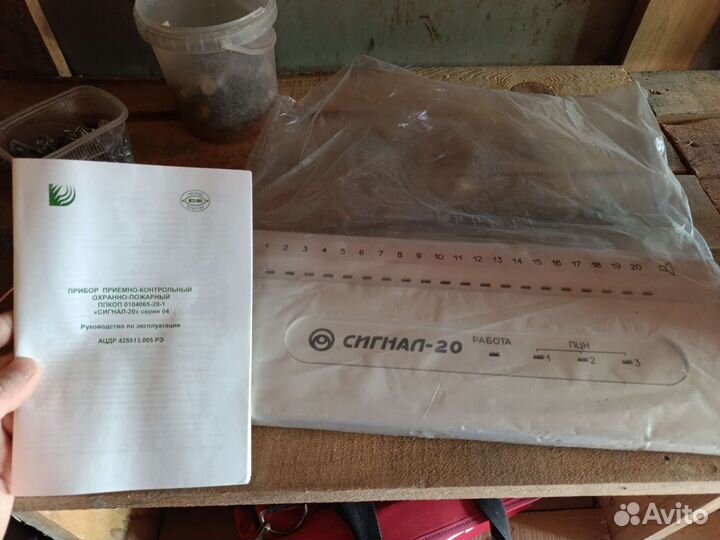 ПРИБОР ПРИЕМНО-КОНТРОЛЬНЫЙ
ОХРАННО-ПОЖАРНЫЙ
ППКОП 0104065-20-1
«СИГНАЛ-20» серия 04
Руководство по эксплуатации
АЦДР.425513.005 РЭ
1 2 3 4 5 6 7 8 9 10 11 12 13 14 15 16 17 18 19 20
СИГНАЛ-20 РАБОТА ПЦН
1 2 3
Avito